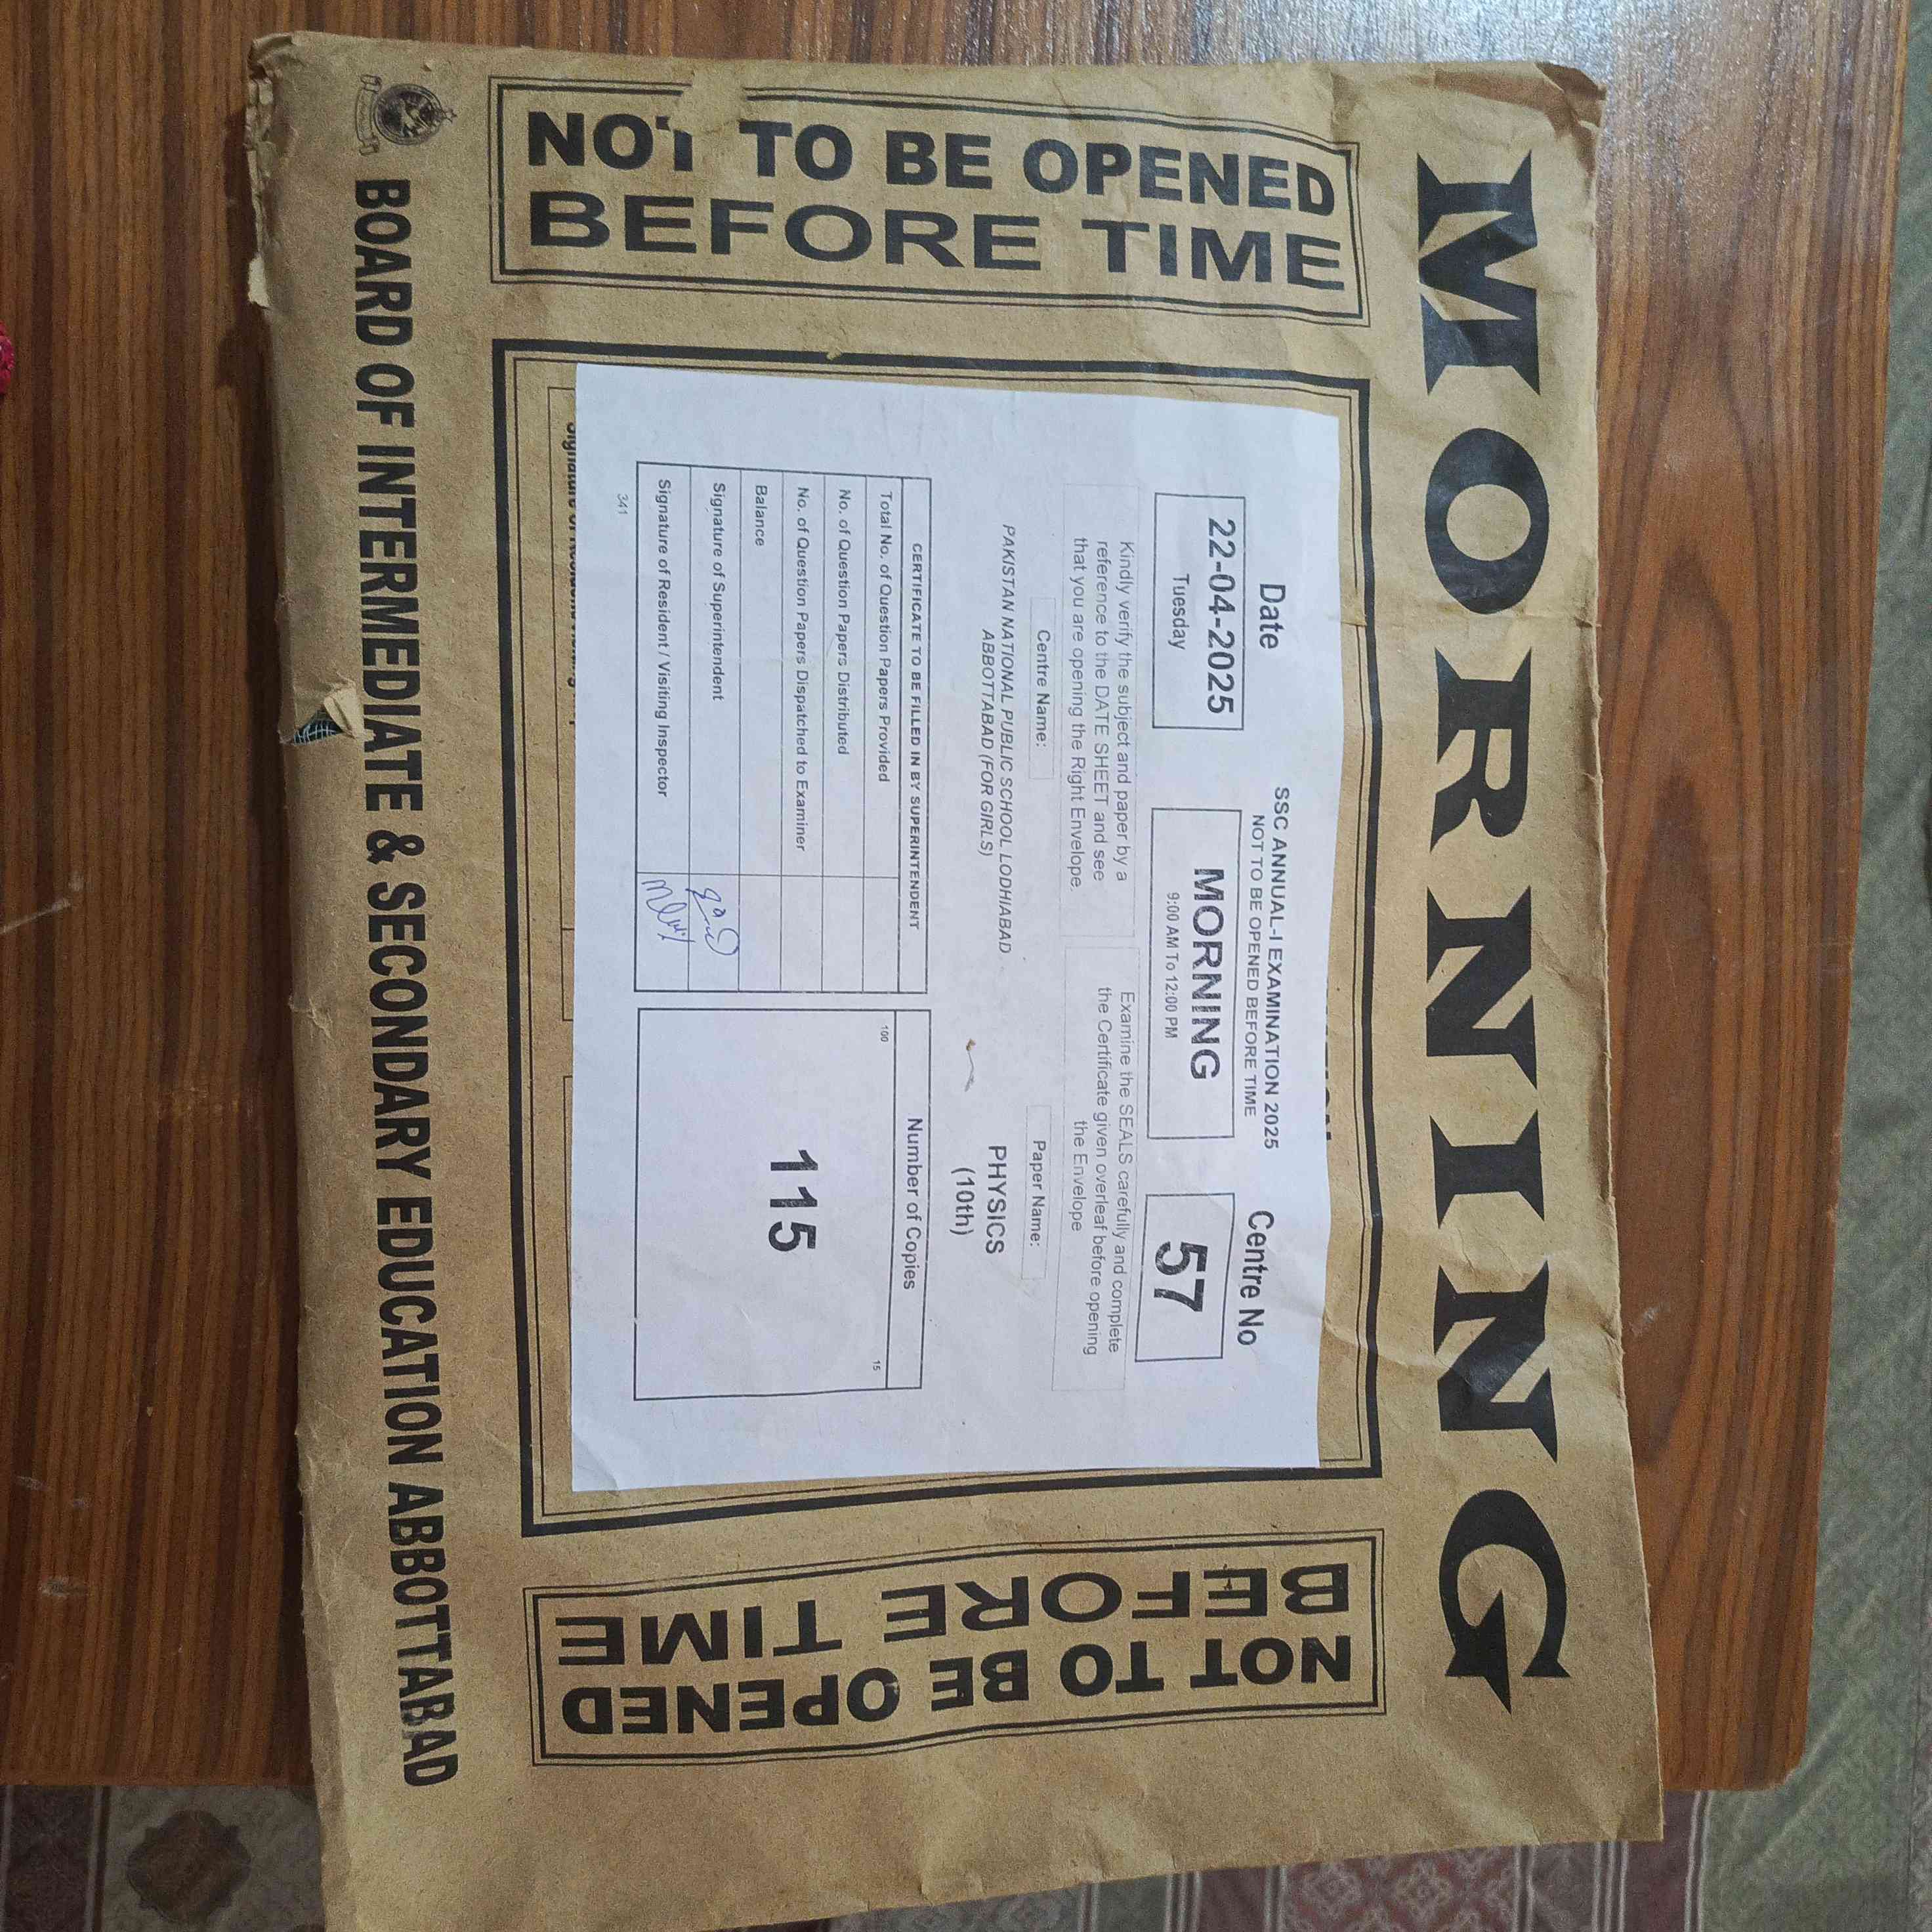 MORNING
NOT TO BE OPENED
BEFORE TIME
SSC ANNUAL-I EXAMINATION 2025
NOT TO BE OPENED BEFORE TIME
Date
22-04-2025
Tuesday
MORNING
9:00 AM To 12:00 PM
Centre No
57
Kindly verify the subject and paper by a
reference to the DATE SHEET and see
that you are opening the Right Envelope.
Examine the SEALS carefully and complete
the Certificate given overleaf before opening
the Envelope
Centre Name:
PAKISTAN NATIONAL PUBLIC SCHOOL LODHIABAD
ABBOTTABAD (FOR GIRLS)
Paper Name:
PHYSICS
(10th)
CERTIFICATE TO BE FILLED IN BY SUPERINTENDENT
Total No. of Question Papers Provided
No. of Question Papers Distributed
No. of Question Papers Dispatched to Examiner
Balance
Signature of Superintendent
Signature of Resident / Visiting Inspector
Number of Copies
100
15
115
341
NOT TO BE OPENED
BEFORE TIME
BOARD OF INTERMEDIATE & SECONDARY EDUCATION ABBOTTABAD